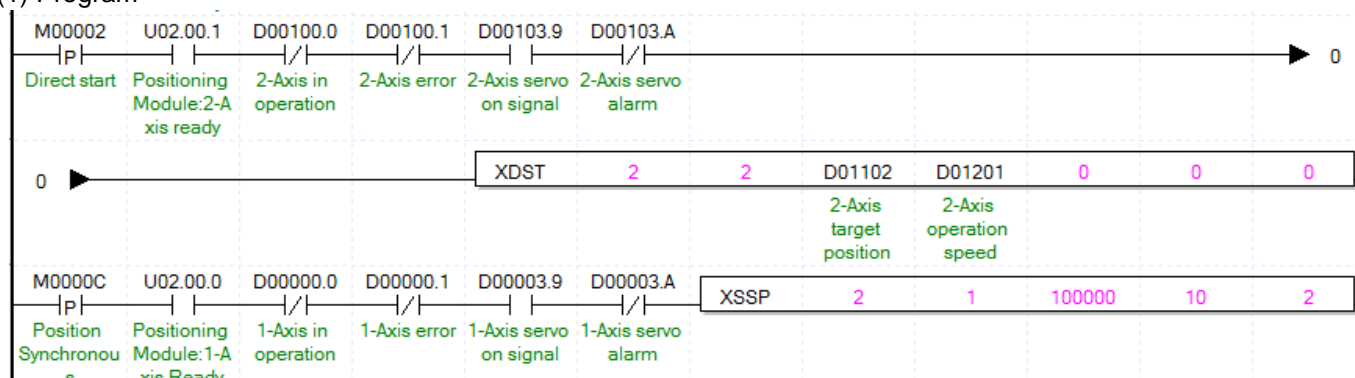 (1) Program
M00002 U02.00.1 D00100.0 D00100.1 D00103.9 D00103.A
P
0
Direct start Positioning 2-Axis in 2-Axis error 2-Axis servo 2-Axis servo
Module:2-A operation on signal alarm
xis ready
0 XDST 2 2 D01102 D01201 0 0 0
2-Axis 2-Axis
target operation
position speed
M0000C U02.00.0 D00000.0 D00000.1 D00003.9 D00003.A
P XSSP 2 1 100000 10 2
Position Positioning 1-Axis in 1-Axis error 1-Axis servo 1-Axis servo
Synchronou Module:1-A operation on signal alarm
s xis Ready